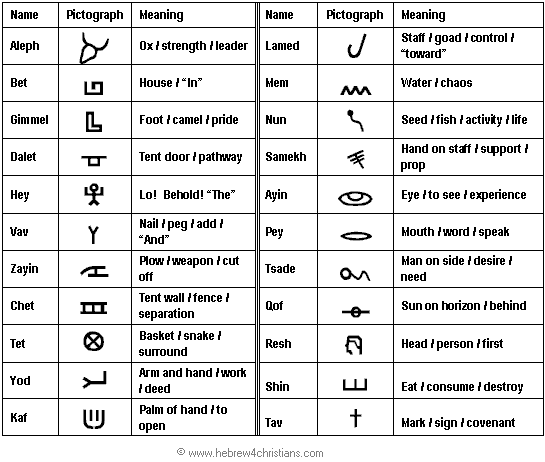 Name Pictograph Meaning Name Pictograph Meaning
Aleph Ox / strength / leader
Lamed Staff / goad / control /
“toward”
Bet House / “In”
Mem Water / chaos
Gimmel Foot / camel / pride
Nun Seed / fish / activity / life
Dalet Tent door / pathway
Samekh Hand on staff / support /
prop
Hey Lo! Behold! “The”
Ayin Eye / to see / experience
Vav Nail / peg / add /
“And”
Pey Mouth / word / speak
Zayin Plow / weapon / cut
off
Tsade Man on side / desire /
need
Chet Tent wall / fence /
separation
Qof Sun on horizon / behind
Tet Basket / snake /
surround
Resh Head / person / first
Yod Arm and hand / work
/ deed
Shin Eat / consume / destroy
Kaf Palm of hand / to
open
Tav Mark / sign / covenant
© www.hebrew4christians.com